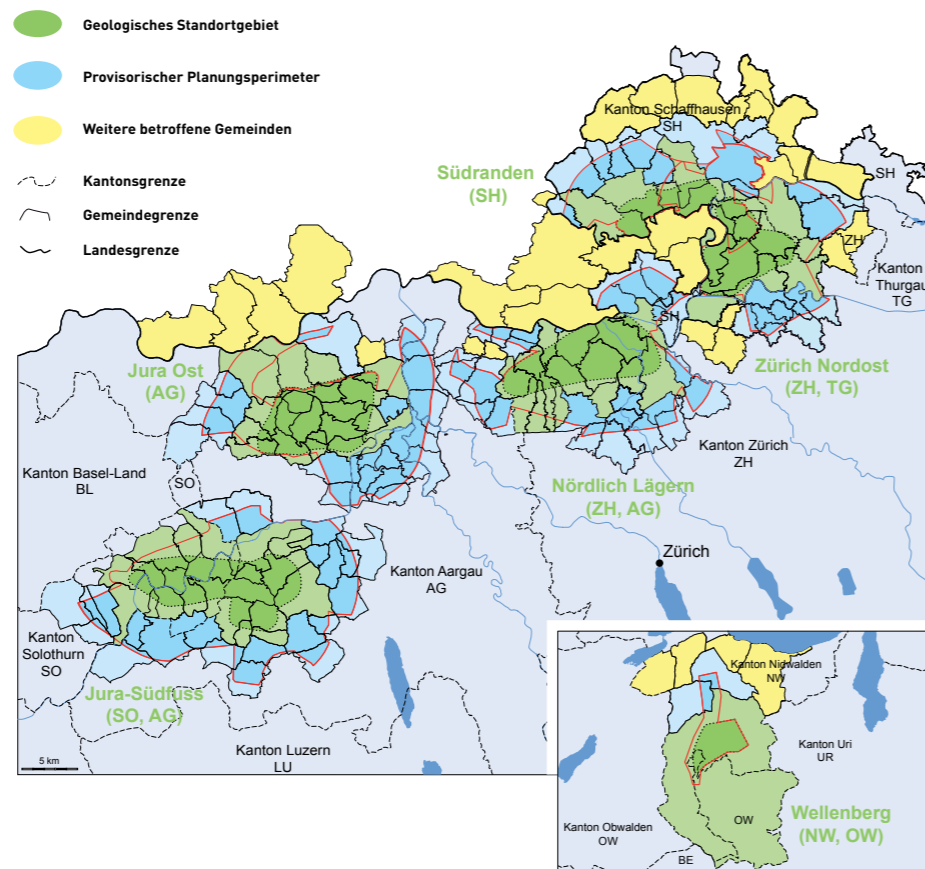 Geologisches Standortgebiet
Provisorischer Planungsperimeter
Weitere betroffene Gemeinden
Kantonsgrenze
Gemeindegrenze
Landesgrenze
Kanton Schaffhausen
SH
Südranden
(SH)
SH
ZH
Kanton
Thurgau
TG
SH
Jura Ost
(AG)
Zürich Nordost
(ZH, TG)
Kanton Zürich
ZH
Kanton Basel-Land
BL
SO
Nördlich Lägern
(ZH, AG)
Zürich
Kanton Aargau
AG
Kanton
Solothurn
SO
Jura-Südfuss
(SO, AG)
Kanton Luzern
LU
5 km
Kanton Nidwalden
NW
Kanton Uri
UR
Wellenberg
(NW, OW)
OW
Kanton Obwalden
OW
BE